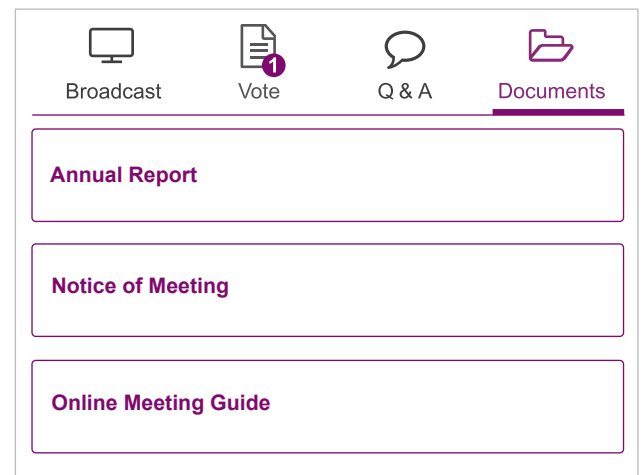 1
Broadcast Vote Q & A Documents
Annual Report
Notice of Meeting
Online Meeting Guide